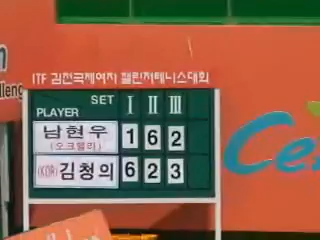 ITF 김천국제여자 챌린저테니스대회
PLAYER SET I II III
남현우 1 6 2
(오크밸리)
(KOR) 김청의 6 2 3
Ce